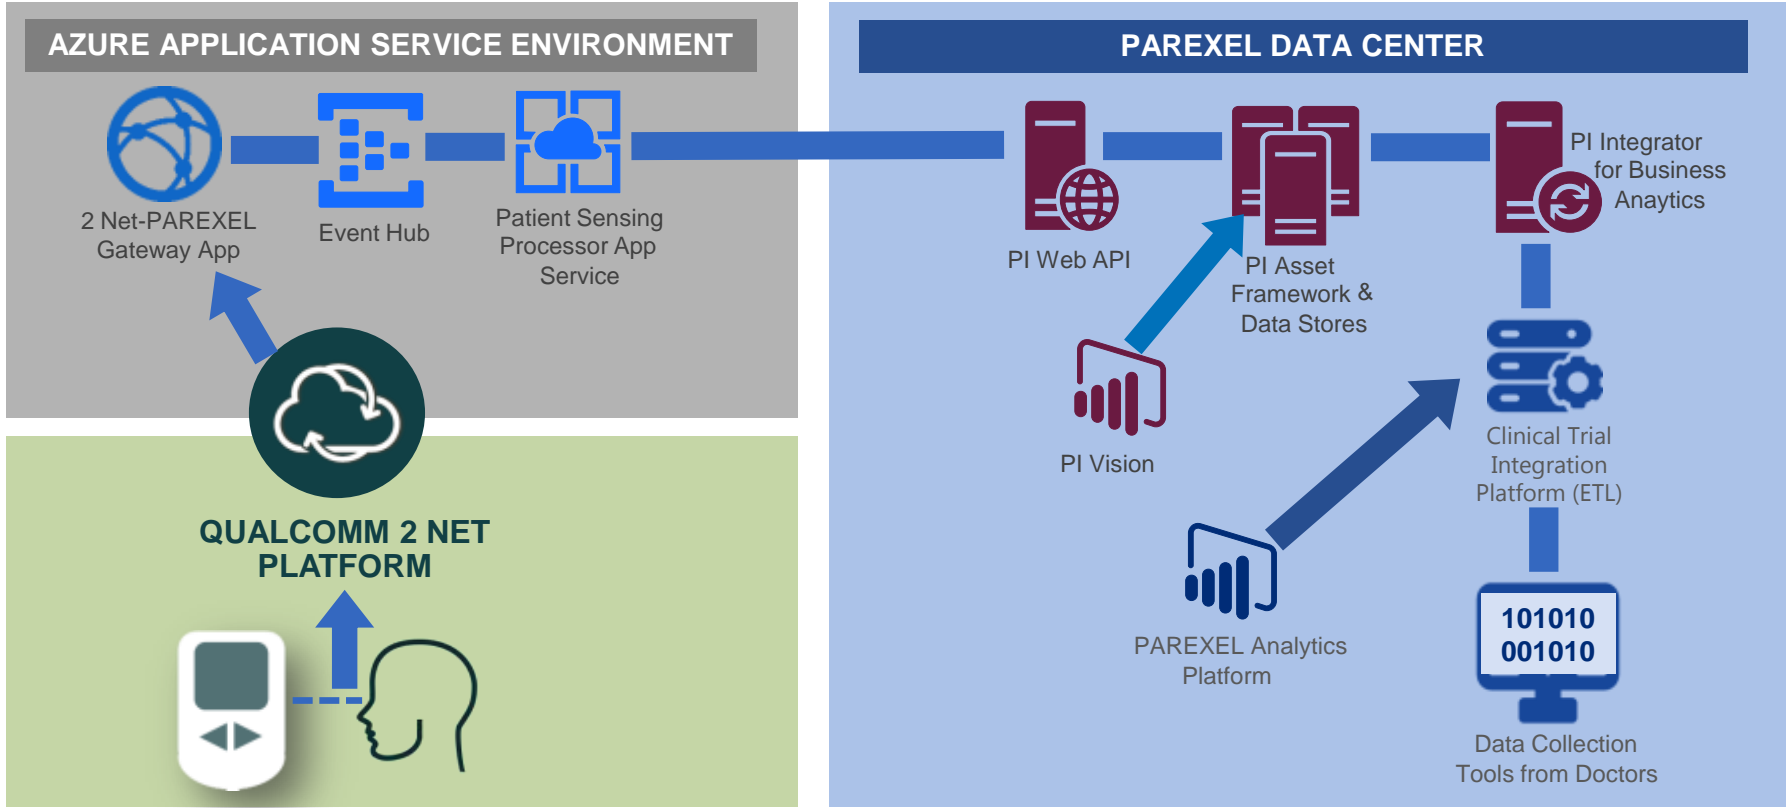 AZURE APPLICATION SERVICE ENVIRONMENT
2 Net-PAREXEL
Gateway App
Event Hub
Patient Sensing
Processor App
Service
QUALCOMM 2 NET
PLATFORM
PAREXEL DATA CENTER
PI Web API
PI Asset
Framework &
Data Stores
PI Integrator
for Business
Anaytics
PI Vision
Clinical Trial
Integration
Platform (ETL)
PAREXEL Analytics
Platform
101010
001010
Data Collection
Tools from Doctors